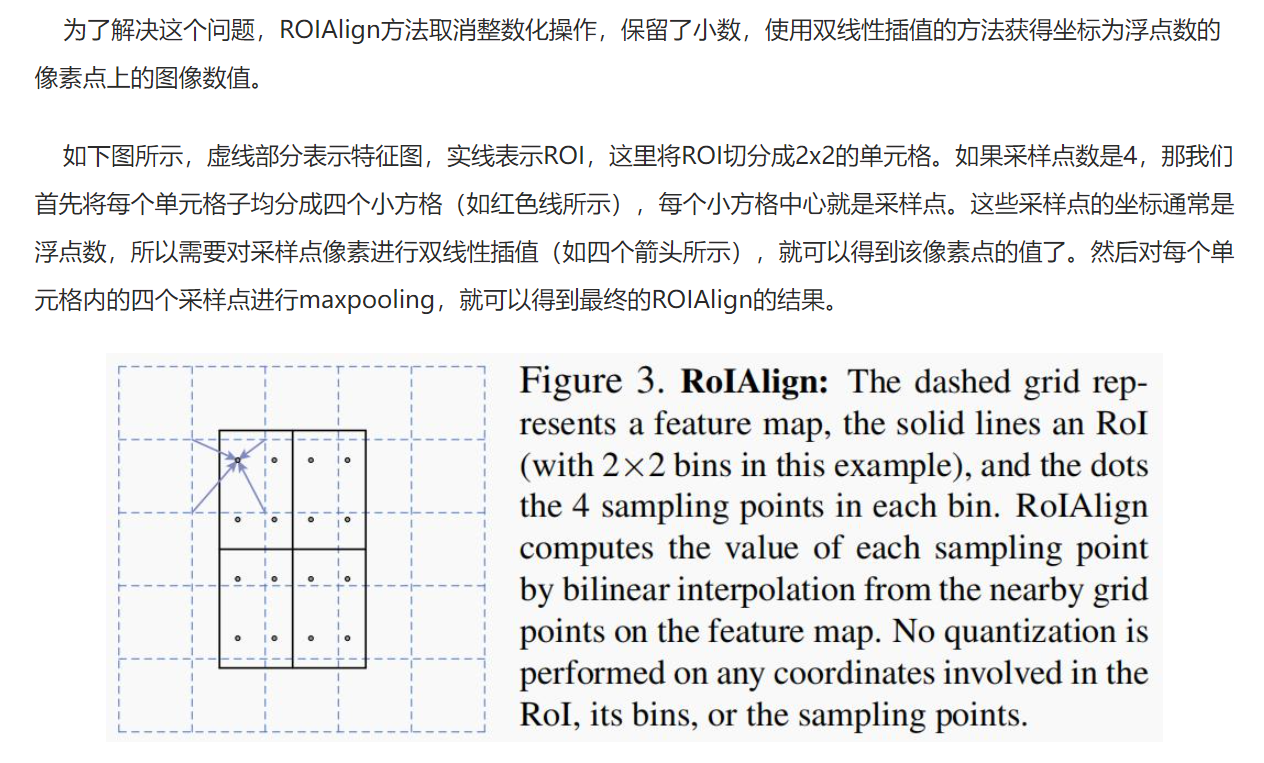 为了解决这个问题，ROIAlign方法取消整数化操作，保留了小数，使用双线性插值的方法获得坐标为浮点数的
像素点上的图像数值。
如下图所示，虚线部分表示特征图，实线表示ROI，这里将ROI切分成2x2的单元格。如果采样点数是4，那我们
首先将每个单元格子均分成四个小方格（如红色线所示），每个小方格中心就是采样点。这些采样点的坐标通常是
浮点数，所以需要对采样点像素进行双线性插值（如四个箭头所示），就可以得到该像素点的值了。然后对每个单
元格内的四个采样点进行maxpooling，就可以得到最终的ROIAlign的结果。
Figure 3. RoIAlign: The dashed grid rep-
resents a feature map, the solid lines an RoI
(with 2×2 bins in this example), and the dots
the 4 sampling points in each bin. RoIAlign
computes the value of each sampling point
by bilinear interpolation from the nearby grid
points on the feature map. No quantization is
performed on any coordinates involved in the
RoI, its bins, or the sampling points.